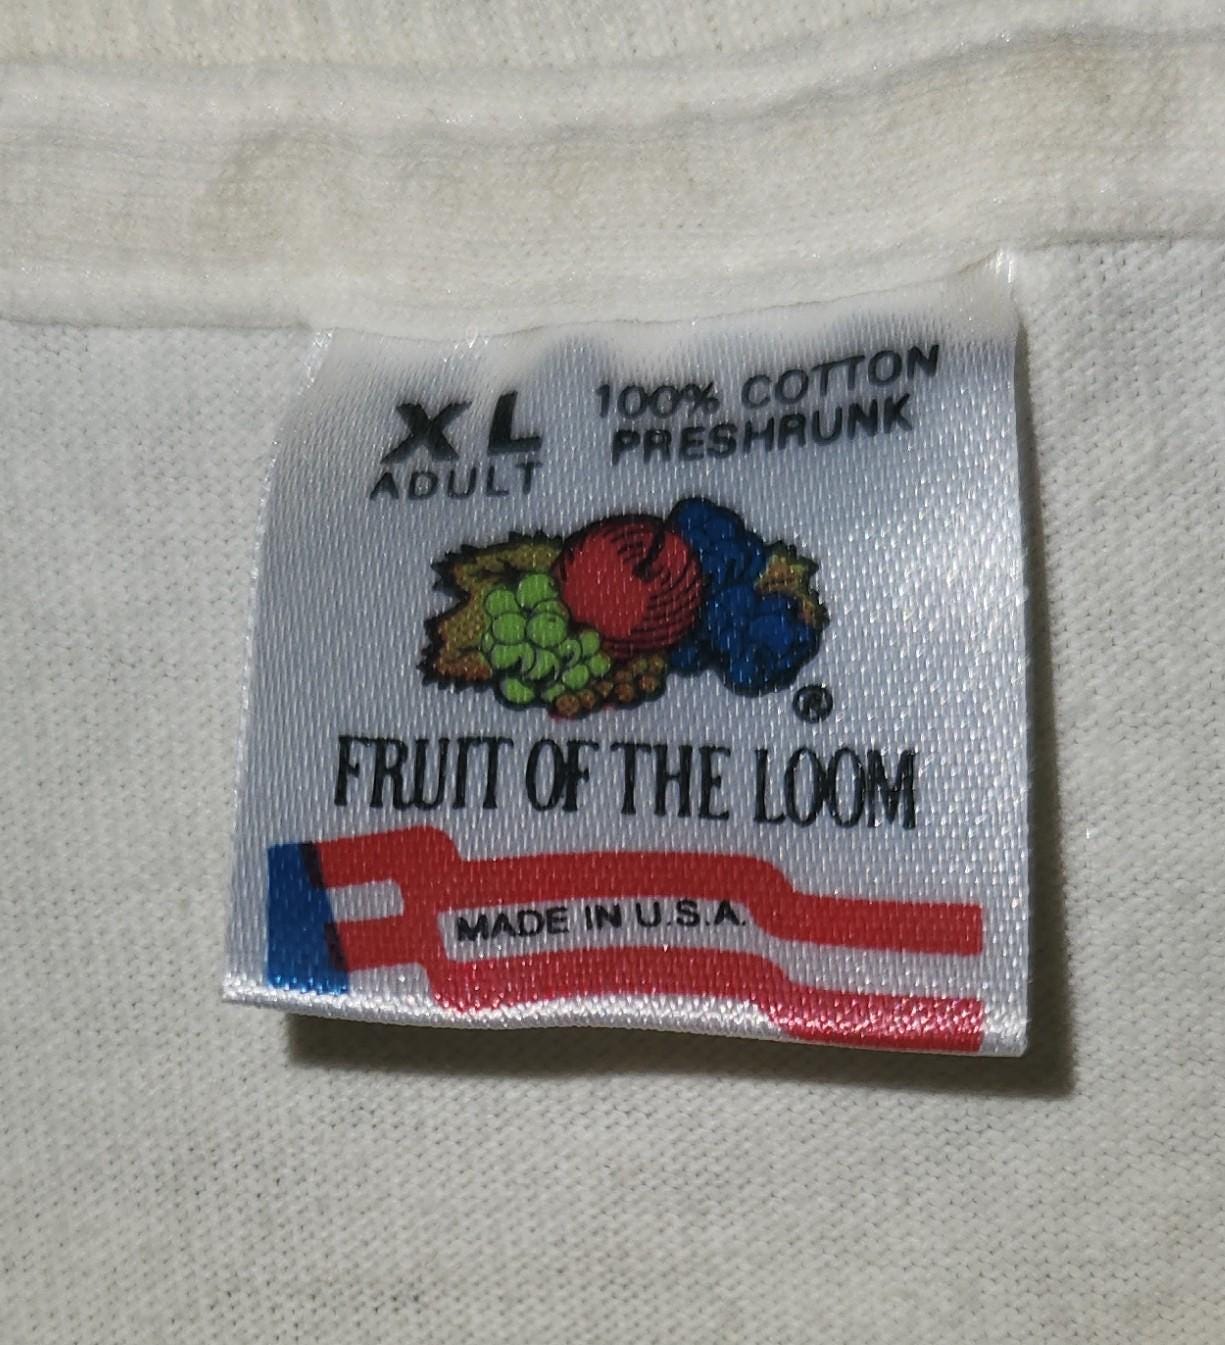 XL
ADULT
100% COTTON
PRESHRUNK
®
FRUIT OF THE LOOM
MADE IN U.S.A.